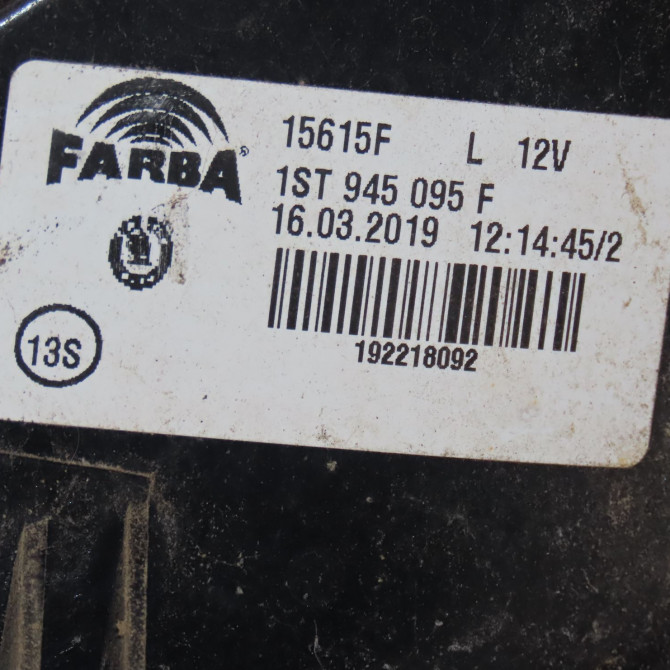 FARBA®
15615F L 12V
1ST 945 095 F
16.03.2019 12:14:45/2
192218092
13S